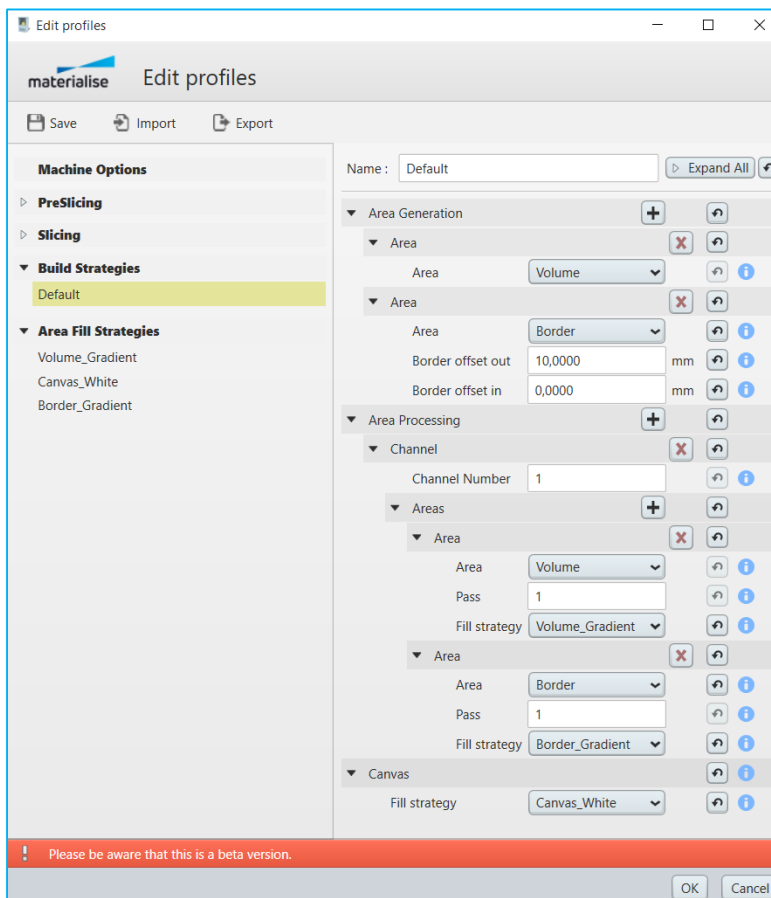 Edit profiles
materialise Edit profiles
Save Import Export
Machine Options
PreSlicing
Slicing
Build Strategies
Default
Area Fill Strategies
Volume_Gradient
Canvas_White
Border_Gradient
Name : Default Expand All
Area Generation
Area
Area Volume
Area
Area Border
Border offset out 10,0000 mm
Border offset in 0,0000 mm
Area Processing
Channel
Channel Number 1
Areas
Area
Area Volume
Pass 1
Fill strategy Volume_Gradient
Area
Area Border
Pass 1
Fill strategy Border_Gradient
Canvas
Fill strategy Canvas_White
Please be aware that this is a beta version.
OK Cancel